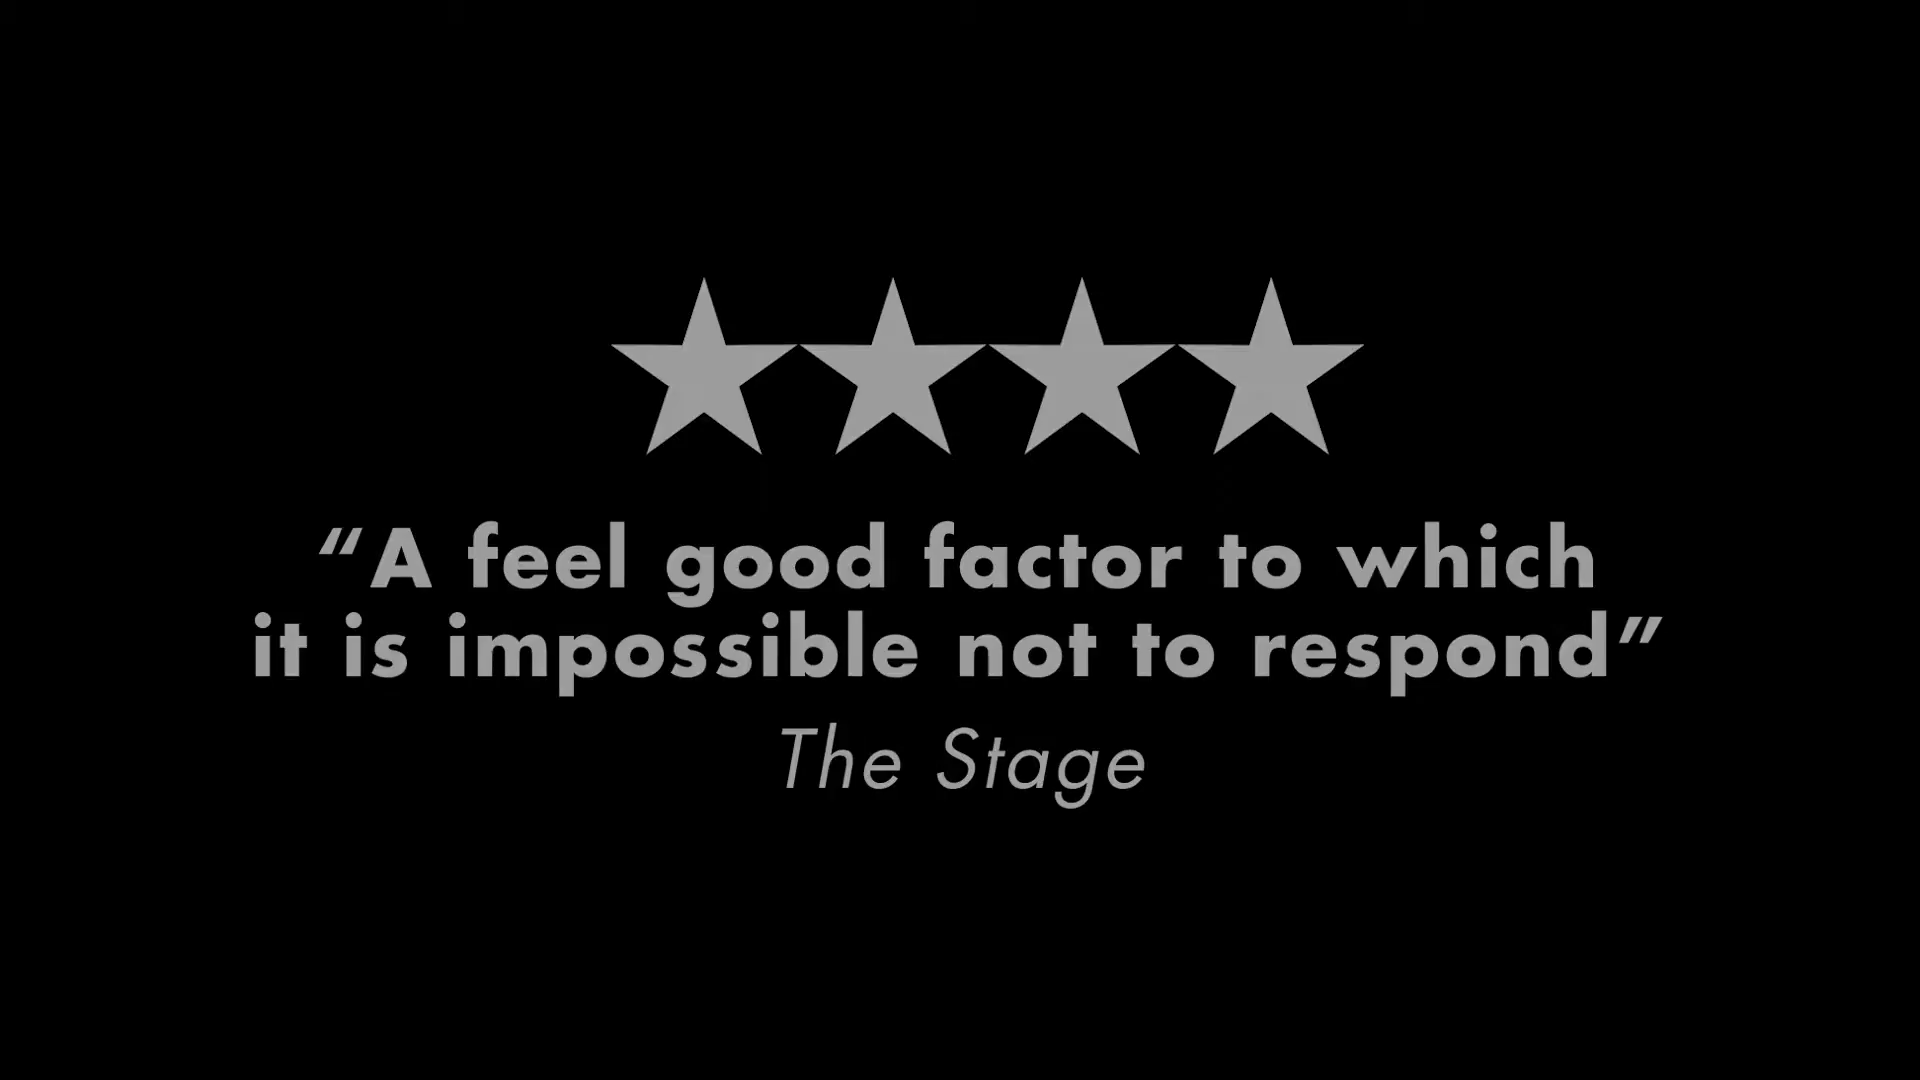 “A feel good factor to which
it is impossible not to respond”
The Stage